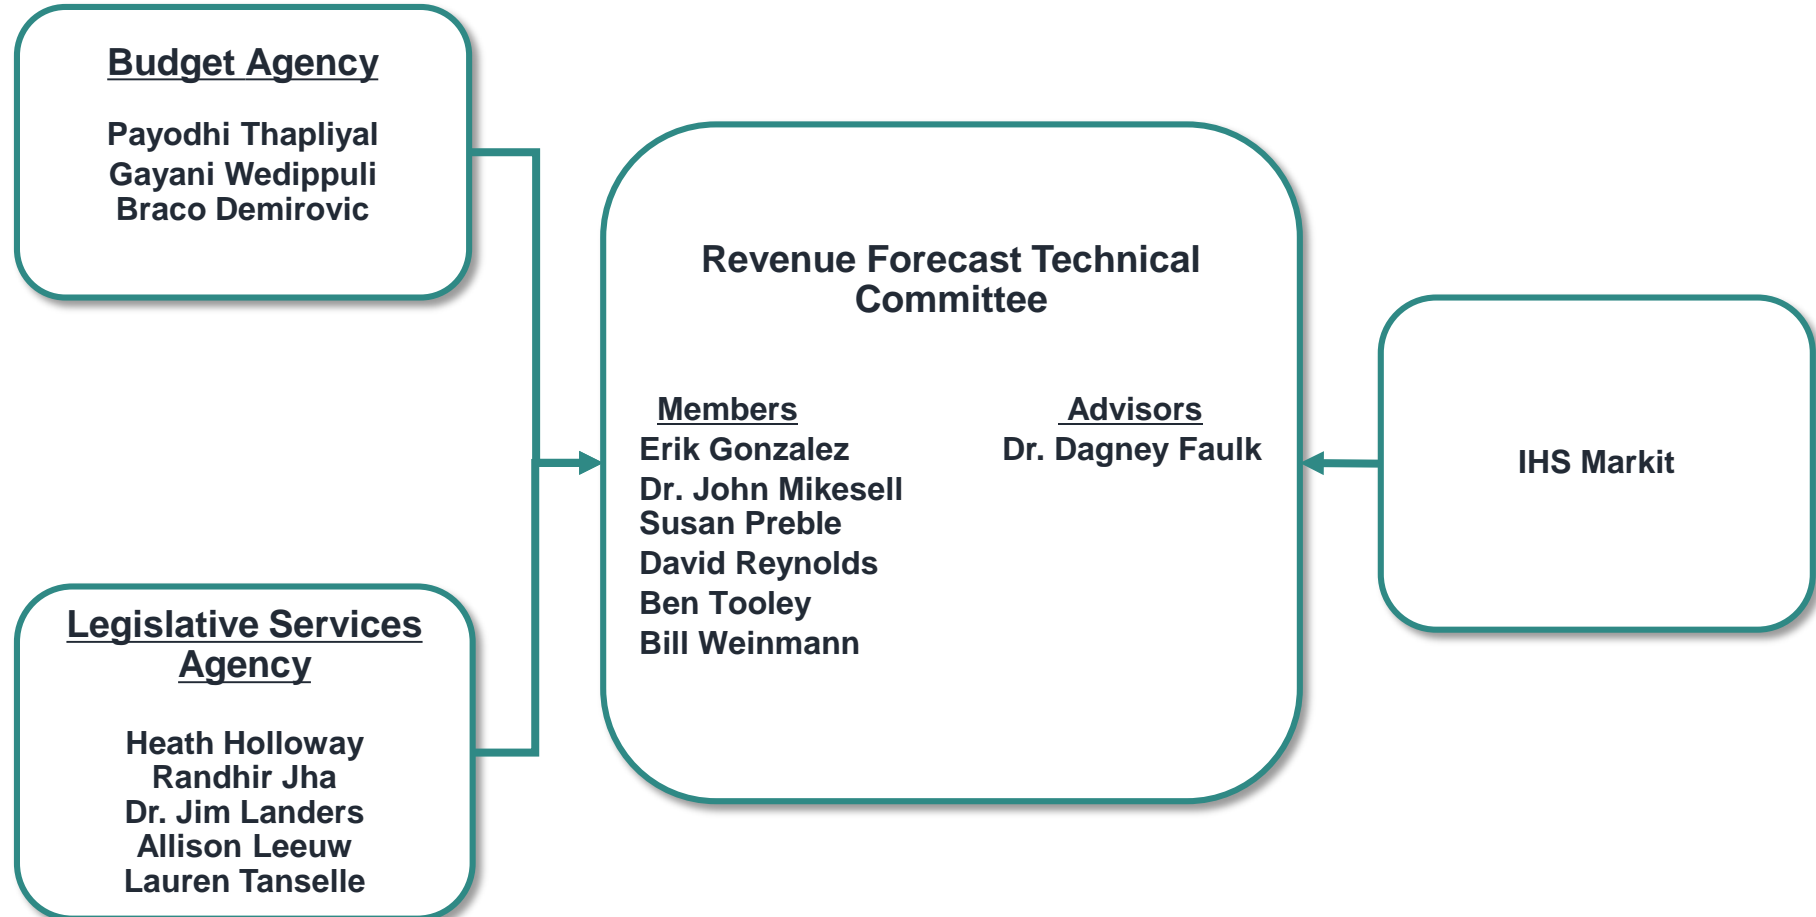 Budget Agency
Payodhi Thapliyal
Gayani Wedippuli
Braco Demirovic
Legislative Services
Agency
Heath Holloway
Randhir Jha
Dr. Jim Landers
Allison Leeuw
Lauren Tanselle
Revenue Forecast Technical
Committee
Members
Erik Gonzalez
Dr. John Mikesell
Susan Preble
David Reynolds
Ben Tooley
Bill Weinmann
Advisors
Dr. Dagney Faulk
IHS Markit